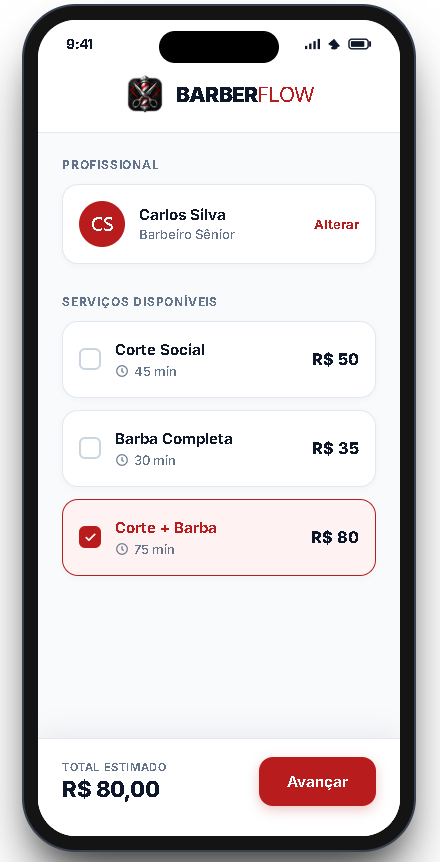 9:41
BARBERFLOW
PROFISSIONAL
CS
Carlos Silva
Barbeiro Sênior
Alterar
SERVIÇOS DISPONÍVEIS
Corte Social
45 min
R$ 50
Barba Completa
30 min
R$ 35
Corte + Barba
75 min
R$ 80
TOTAL ESTIMADO
R$ 80,00
Avançar